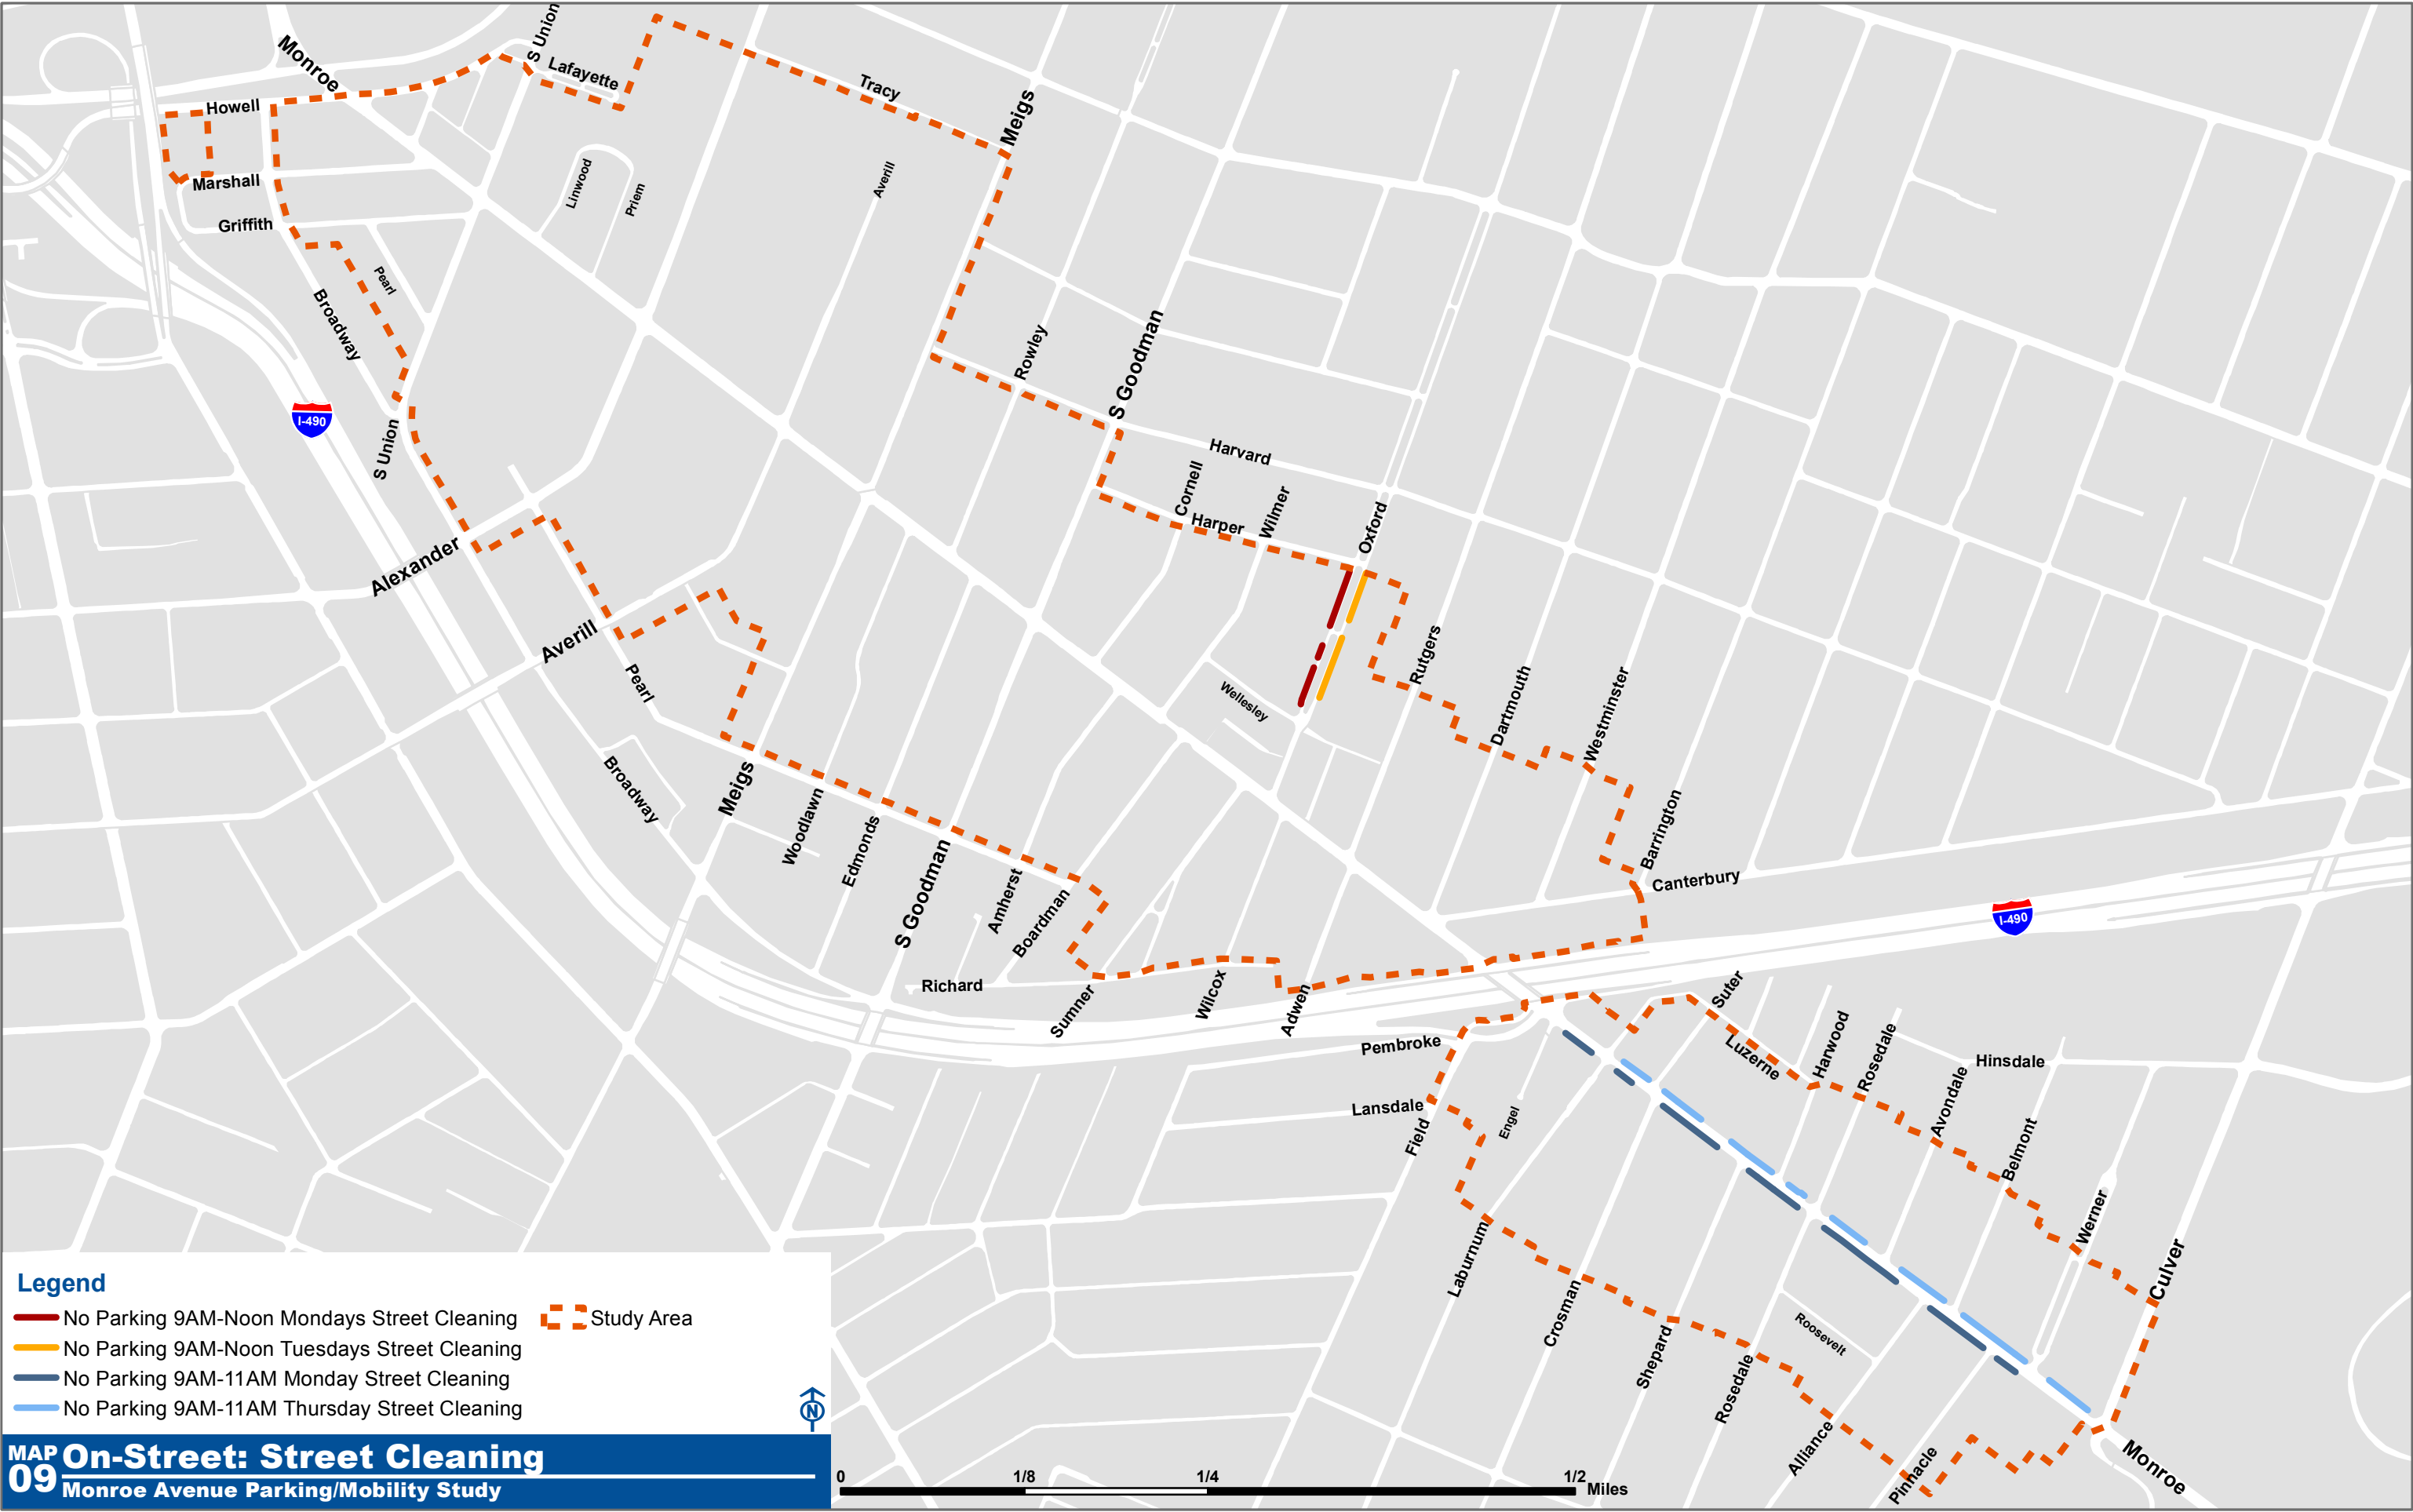 S Union
Monroe
Lafayette
Tracy
Howell
Meigs
Marshall
Linwood
Priem
Averill
Griffith
Pearl
Broadway
Rowley
S Goodman
I-490
S Union
Harvard
Cornell
Wilmer
Harper
Oxford
Alexander
Averill
Pearl
Rutgers
Wellesley
Dartmouth
Westminster
Broadway
Meigs
Woodlawn
Edmonds
S Goodman
Amherst
Boardman
Barrington
Canterbury
I-490
Richard
Sumner
Wilcox
Adwen
Pembroke
Suter
Luzerne
Harwood
Rosedale
Hinsdale
Avondale
Lansdale
Field
Engel
Belmont
Werner
Culver
Laburnum
Crosman
Shepard
Rosedale
Roosevelt
Alliance
Pinnacle
Monroe
Legend
No Parking 9AM-Noon Mondays Street Cleaning
Study Area
No Parking 9AM-Noon Tuesdays Street Cleaning
No Parking 9AM-11AM Monday Street Cleaning
No Parking 9AM-11AM Thursday Street Cleaning
N
MAP
09
On-Street: Street Cleaning
Monroe Avenue Parking/Mobility Study
0 1/8 1/4 1/2
Miles